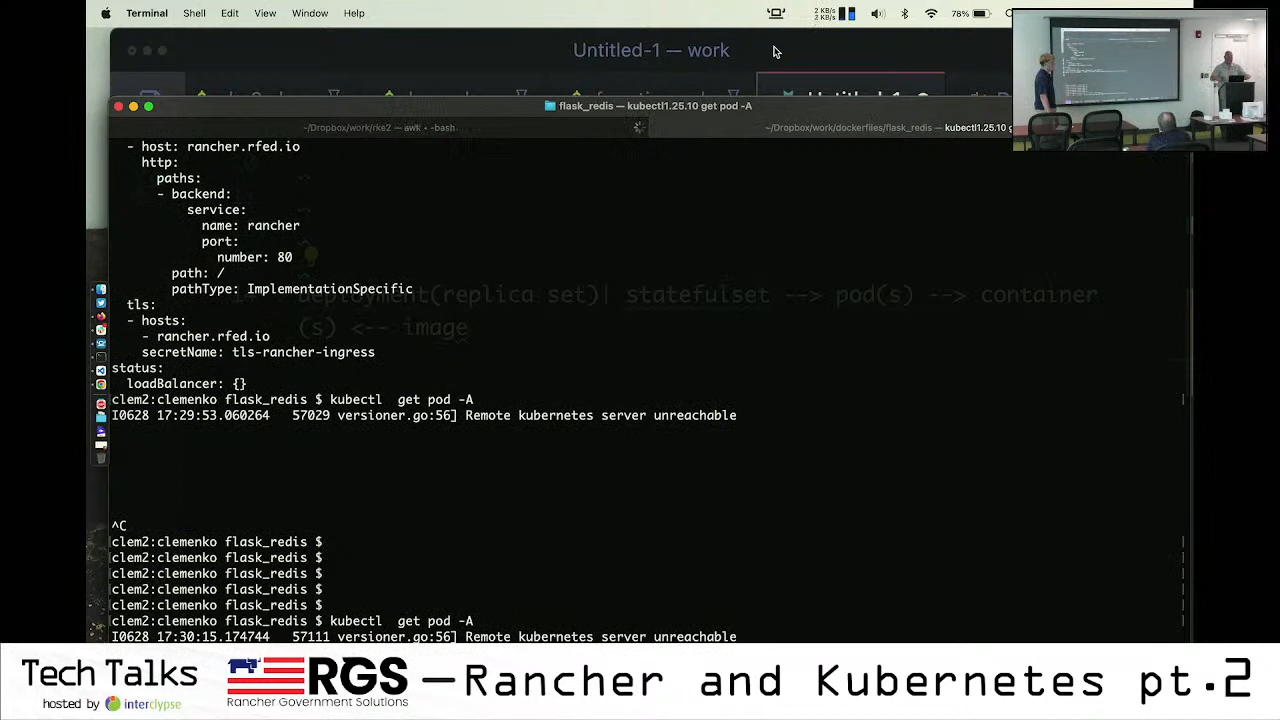 Terminal Shell Edit View Window Help
2 KB/s
2 KB/s
78%
Untitled-1 — work
flask_redis — kubectl1.25.10 get pod -A
~/Dropbox/work/rke2 — awk • -bash
~/Dropbox/work/dockerfiles/flask_redis — kubectl1.25.10 get
- host: rancher.rfed.io
http:
paths:
- backend:
service:
name: rancher
port:
number: 80
path: /
pathType: ImplementationSpecific
deployment(replica set)| statefulset --> pod(s) --> container
tls:
- hosts:
(s) <-- image
- rancher.rfed.io
secretName: tls-rancher-ingress
status:
loadBalancer: {}
clem2:clemenko flask_redis $ kubectl  get pod -A
I0628 17:29:53.060264   57029 versioner.go:56] Remote kubernetes server unreachable
^C
clem2:clemenko flask_redis $
clem2:clemenko flask_redis $
clem2:clemenko flask_redis $
clem2:clemenko flask_redis $
clem2:clemenko flask_redis $
clem2:clemenko flask_redis $ kubectl  get pod -A
I0628 17:30:15.174744   57111 versioner.go:56] Remote kubernetes server unreachable
Tech Talks
hosted by interclypse
RGS
Rancher Government Solutions
—Rancher and Kubernetes pt.2